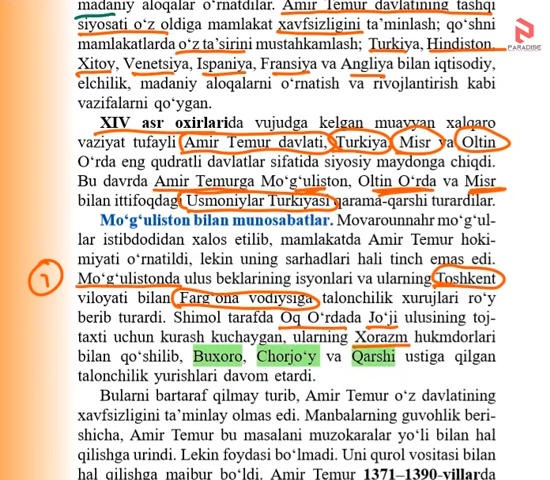 madaniy aloqalar o‘rnatdilar. Amir Temur davlatining tashqi
siyosati o‘z oldiga mamlakat xavfsizligini ta’minlash; qo‘shni
mamlakatlarda o‘z ta’sirini mustahkamlash; Turkiya, Hindiston,
Xitoy, Venetsiya, Ispaniya, Fransiya va Angliya bilan iqtisodiy,
elchilik, madaniy aloqalarni o‘rnatish va rivojlantirish kabi
vazifalarni qo‘ygan.
XIV asr oxirlarida vujudga kelgan muayyan xalqaro
vaziyat tufayli Amir Temur davlati, Turkiya, Misr va Oltin
O‘rda eng qudratli davlatlar sifatida siyosiy maydonga chiqdi.
Bu davrda Amir Temurga Mo‘g‘uliston, Oltin O‘rda va Misr
bilan ittifoqdagi Usmoniylar Turkiyasi qarama-qarshi turardilar.
Mo‘g‘uliston bilan munosabatlar. Movarounnahr mo‘g‘ul-
lar istibdodidan xalos etilib, mamlakatda Amir Temur hoki-
miyati o‘rnatildi, lekin uning sarhadlari hali tinch emas edi.
Mo‘g‘ulistonda ulus beklarining isyonlari va ularning Toshkent
viloyati bilan Farg‘ona vodiysiga talonchilik xurujlari ro‘y
berib turardi. Shimol tarafda Oq O‘rdada Jo‘ji ulusining toj-
taxti uchun kurash kuchaygan, ularning Xorazm hukmdorlari
bilan qo‘shilib, Buxoro, Chorjo‘y va Qarshi ustiga qilgan
talonchilik yurishlari davom etardi.
Bularni bartaraf qilmay turib, Amir Temur o‘z davlatining
xavfsizligini ta’minlay olmas edi. Manbalarning guvohlik beri-
shicha, Amir Temur bu masalani muzokaralar yo‘li bilan hal
qilishga urindi. Lekin foydasi bo‘lmadi. Uni qurol vositasi bilan
hal qilishga majbur bo‘ldi. Amir Temur 1371–1390-yillarda
1
PARADISE